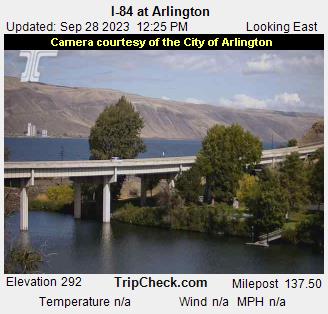 I-84 at Arlington
Updated: Sep 28 2023 12:25 PM Looking East
Camera courtesy of the City of Arlington
Elevation 292 TripCheck.com Milepost 137.50
Temperature n/a Wind n/a MPH n/a